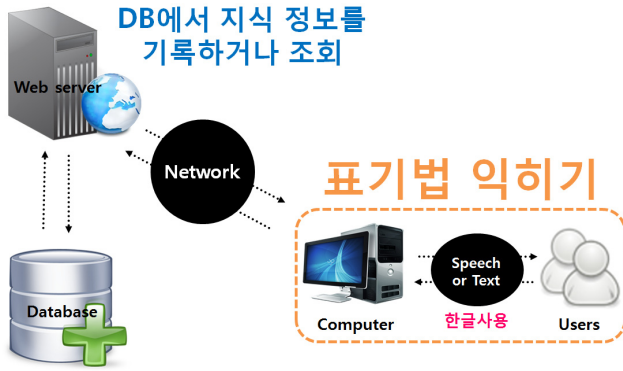 DB에서 지식 정보를
기록하거나 조회
Web server
Network
표기법 익히기
Speech
or Text
Database
Computer
한글사용
Users